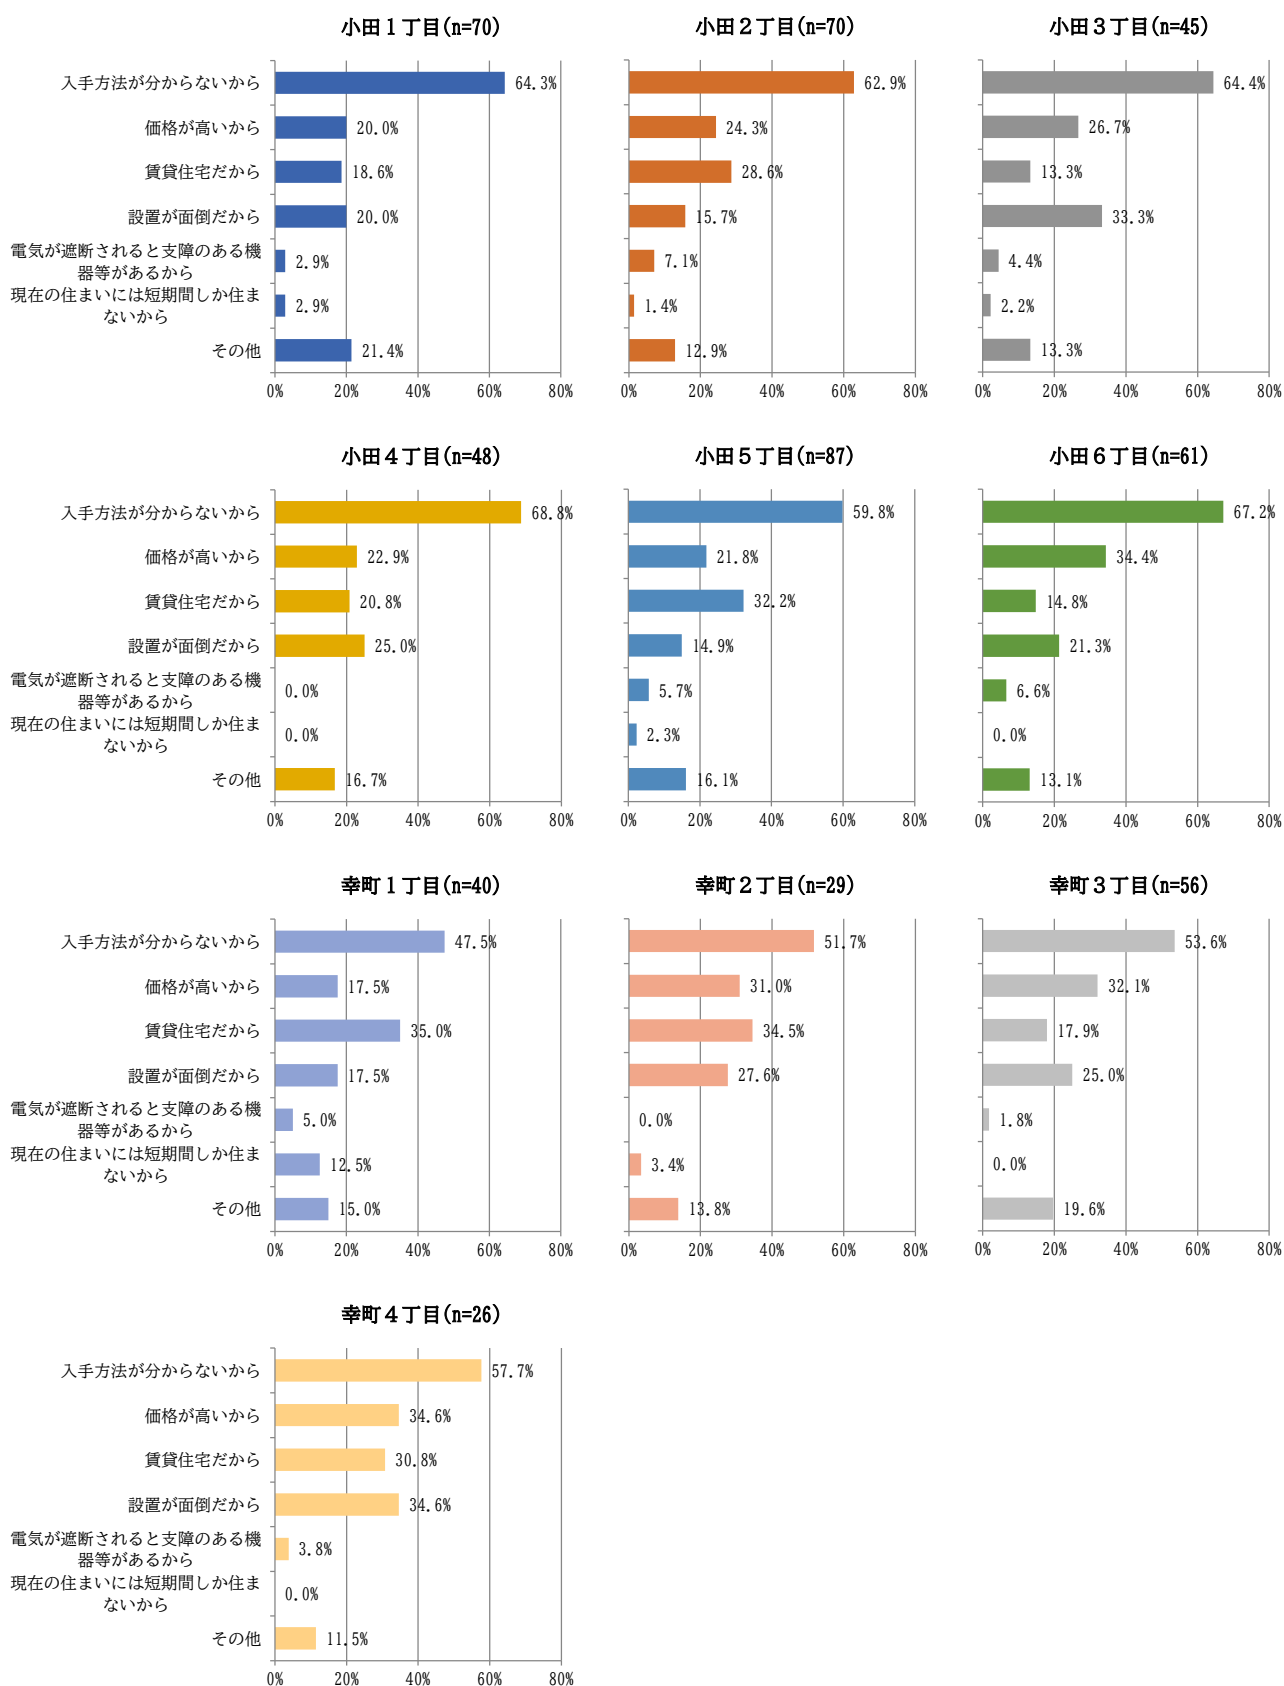 小田１丁目(n=70)
小田２丁目(n=70)
小田３丁目(n=45)
入手方法が分からないから
64.3%
62.9%
64.4%
価格が高いから
20.0%
24.3%
26.7%
賃貸住宅だから
18.6%
28.6%
13.3%
設置が面倒だから
20.0%
15.7%
33.3%
電気が遮断されると支障のある機
器等があるから
2.9%
7.1%
4.4%
現在の住まいには短期間しか住ま
ないから
2.9%
1.4%
2.2%
その他
21.4%
12.9%
13.3%
0% 20% 40% 60% 80%
0% 20% 40% 60% 80%
0% 20% 40% 60% 80%
小田４丁目(n=48)
小田５丁目(n=87)
小田６丁目(n=61)
入手方法が分からないから
68.8%
59.8%
67.2%
価格が高いから
22.9%
21.8%
34.4%
賃貸住宅だから
20.8%
32.2%
14.8%
設置が面倒だから
25.0%
14.9%
21.3%
電気が遮断されると支障のある機
器等があるから
0.0%
5.7%
6.6%
現在の住まいには短期間しか住ま
ないから
0.0%
2.3%
0.0%
その他
16.7%
16.1%
13.1%
0% 20% 40% 60% 80%
0% 20% 40% 60% 80%
0% 20% 40% 60% 80%
幸町１丁目(n=40)
幸町２丁目(n=29)
幸町３丁目(n=56)
入手方法が分からないから
47.5%
51.7%
53.6%
価格が高いから
17.5%
31.0%
32.1%
賃貸住宅だから
35.0%
34.5%
17.9%
設置が面倒だから
17.5%
27.6%
25.0%
電気が遮断されると支障のある機
器等があるから
5.0%
0.0%
1.8%
現在の住まいには短期間しか住ま
ないから
12.5%
3.4%
0.0%
その他
15.0%
13.8%
19.6%
0% 20% 40% 60% 80%
0% 20% 40% 60% 80%
0% 20% 40% 60% 80%
幸町４丁目(n=26)
入手方法が分からないから
57.7%
価格が高いから
34.6%
賃貸住宅だから
30.8%
設置が面倒だから
34.6%
電気が遮断されると支障のある機
器等があるから
3.8%
現在の住まいには短期間しか住ま
ないから
0.0%
その他
11.5%
0% 20% 40% 60% 80%